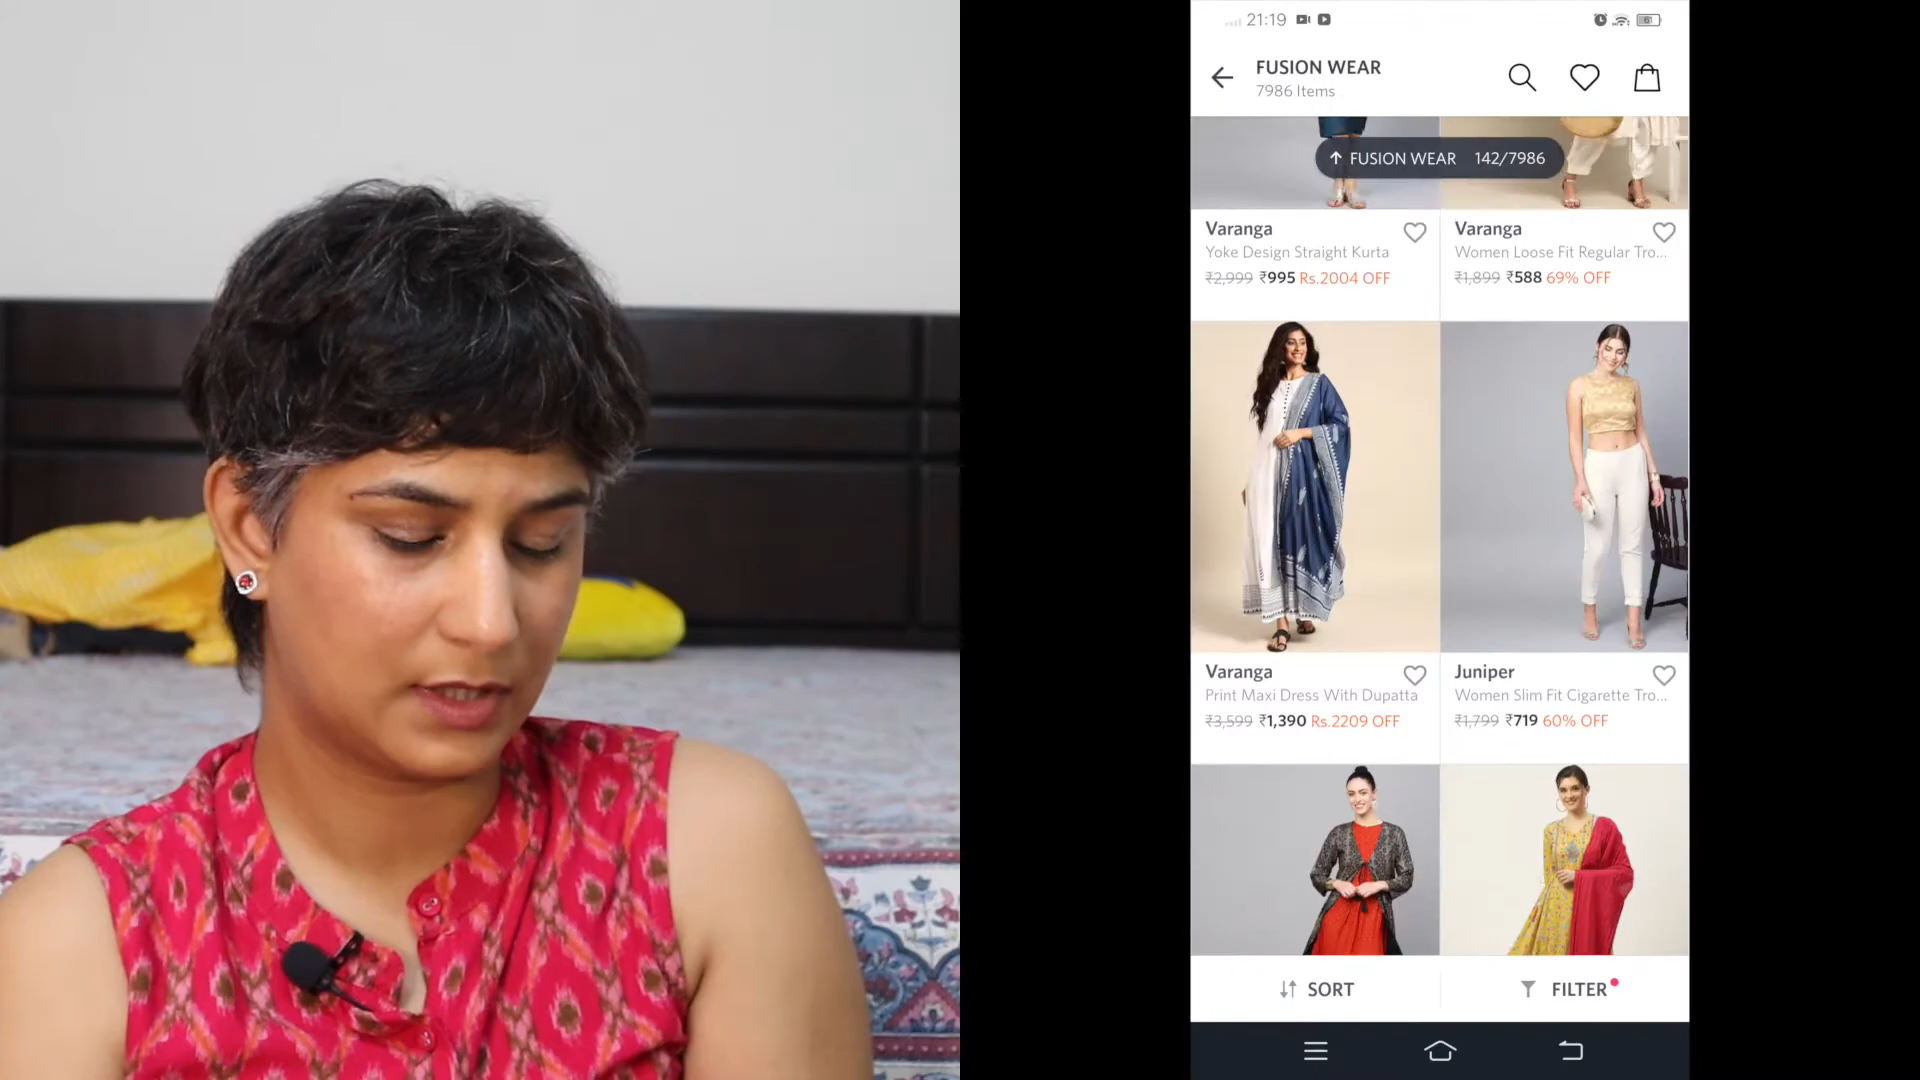 21:19
6
FUSION WEAR
7986 Items
↑ FUSION WEAR 142/7986
Varanga
Yoke Design Straight Kurta
₹2,999 ₹995 Rs.2004 OFF
Varanga
Women Loose Fit Regular Tro...
₹1,899 ₹588 69% OFF
Varanga
Print Maxi Dress With Dupatta
₹3,599 ₹1,390 Rs.2209 OFF
Juniper
Women Slim Fit Cigarette Tro...
₹1,799 ₹719 60% OFF
SORT
FILTER